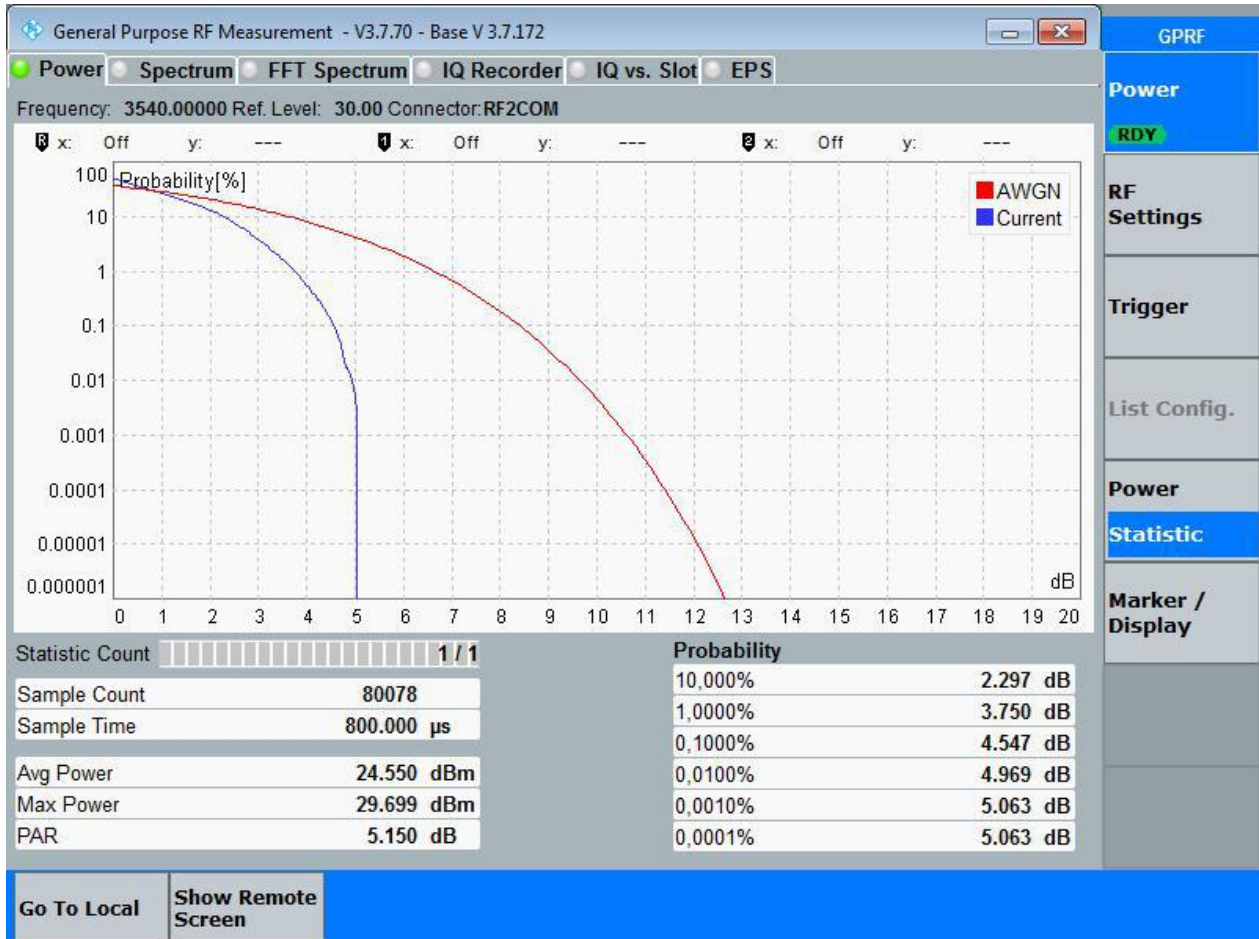 General Purpose RF Measurement - V3.7.70 - Base V 3.7.172
Power Spectrum FFT Spectrum IQ Recorder IQ vs. Slot EPS
Frequency: 3540.00000 Ref. Level: 30.00 Connector:RF2COM
R x: Off y: --- 1 x: Off y: --- 2 x: Off y: ---
Probability[%]
AWGN
Current
100
10
1
0.1
0.01
0.001
0.0001
0.00001
0.000001
dB
0 1 2 3 4 5 6 7 8 9 10 11 12 13 14 15 16 17 18 19 20
Statistic Count 1 / 1
Sample Count 80078
Sample Time 800.000 µs
Avg Power 24.550 dBm
Max Power 29.699 dBm
PAR 5.150 dB
Probability
10,000% 2.297 dB
1,0000% 3.750 dB
0,1000% 4.547 dB
0,0100% 4.969 dB
0,0010% 5.063 dB
0,0001% 5.063 dB
GPRF
Power
RDY
RF
Settings
Trigger
List Config.
Power
Statistic
Marker /
Display
Go To Local
Show Remote
Screen